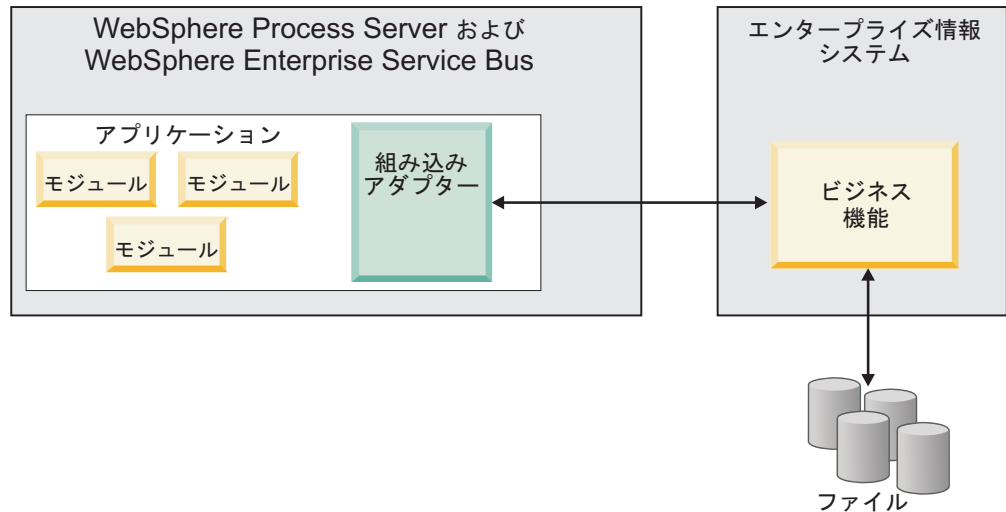 WebSphere Process Server および
WebSphere Enterprise Service Bus
アプリケーション
モジュール
モジュール
モジュール
組み込み
アダプター
エンタープライズ情報
システム
ビジネス
機能
ファイル